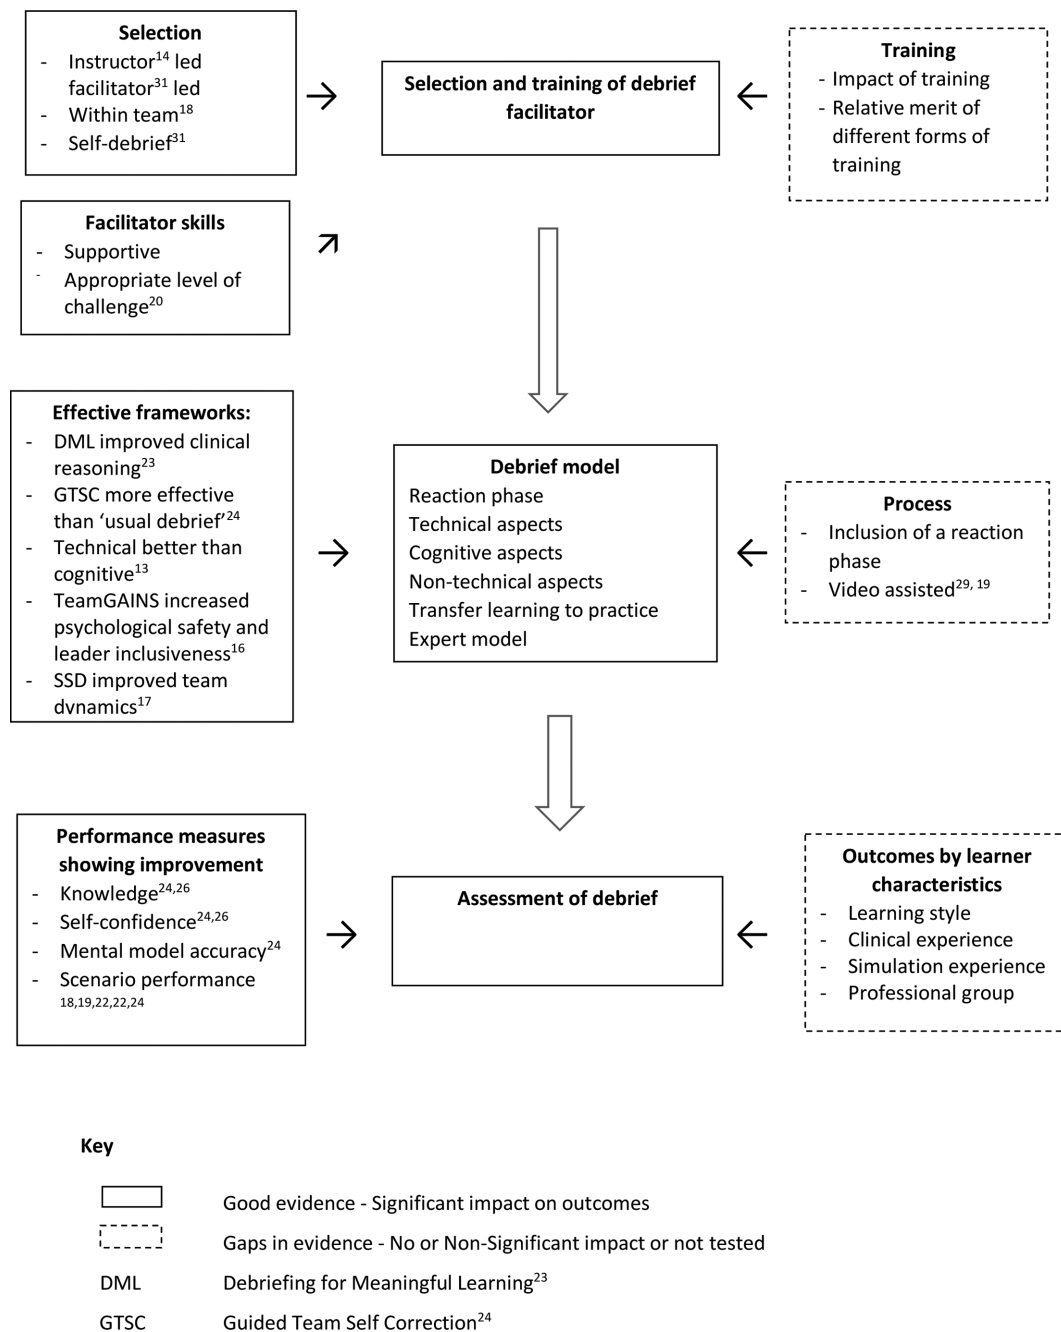 Selection
- Instructor¹⁴ led
facilitator³¹ led
- Within team¹⁸
- Self-debrief³¹
Selection and training of debrief
facilitator
Training
- Impact of training
- Relative merit of
different forms of
training
Facilitator skills
- Supportive
- Appropriate level of
challenge²⁰
Effective frameworks:
- DML improved clinical
reasoning²³
- GTSC more effective
than ‘usual debrief’²⁴
- Technical better than
cognitive¹³
- TeamGAINS increased
psychological safety and
leader inclusiveness¹⁶
- SSD improved team
dvnamics¹⁷
Debrief model
Reaction phase
Technical aspects
Cognitive aspects
Non-technical aspects
Transfer learning to practice
Expert model
Process
- Inclusion of a reaction
phase
- Video assisted²⁹, ¹⁹
Performance measures
showing improvement
- Knowledge²⁴,²⁶
- Self-confidence²⁴,²⁶
- Mental model accuracy²⁴
- Scenario performance
¹⁸,¹⁹,²²,²²,²⁴
Assessment of debrief
Outcomes by learner
characteristics
- Learning style
- Clinical experience
- Simulation experience
- Professional group
Key
Good evidence - Significant impact on outcomes
Gaps in evidence - No or Non-Significant impact or not tested
DML Debriefing for Meaningful Learning²³
GTSC Guided Team Self Correction²⁴